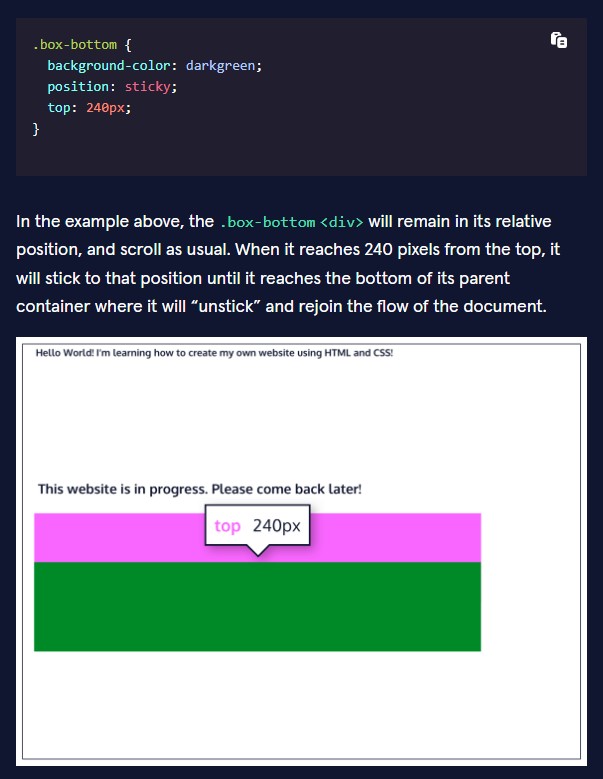 .box-bottom {
  background-color: darkgreen;
  position: sticky;
  top: 240px;
}
In the example above, the .box-bottom <div> will remain in its relative
position, and scroll as usual. When it reaches 240 pixels from the top, it
will stick to that position until it reaches the bottom of its parent
container where it will “unstick” and rejoin the flow of the document.
Hello World! I'm learning how to create my own website using HTML and CSS!
This website is in progress. Please come back later!
top 240px